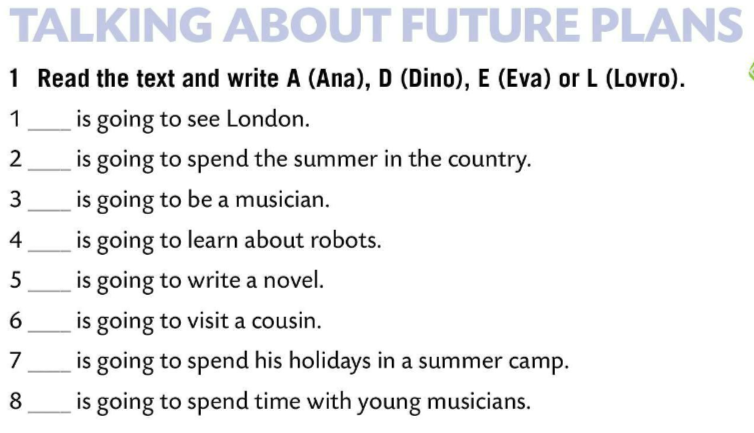 TALKING ABOUT FUTURE PLANS
1 Read the text and write A (Ana), D (Dino), E (Eva) or L (Lovro).
1 ____ is going to see London.
2 ____ is going to spend the summer in the country.
3 ____ is going to be a musician.
4 ____ is going to learn about robots.
5 ____ is going to write a novel.
6 ____ is going to visit a cousin.
7 ____ is going to spend his holidays in a summer camp.
8 ____ is going to spend time with young musicians.